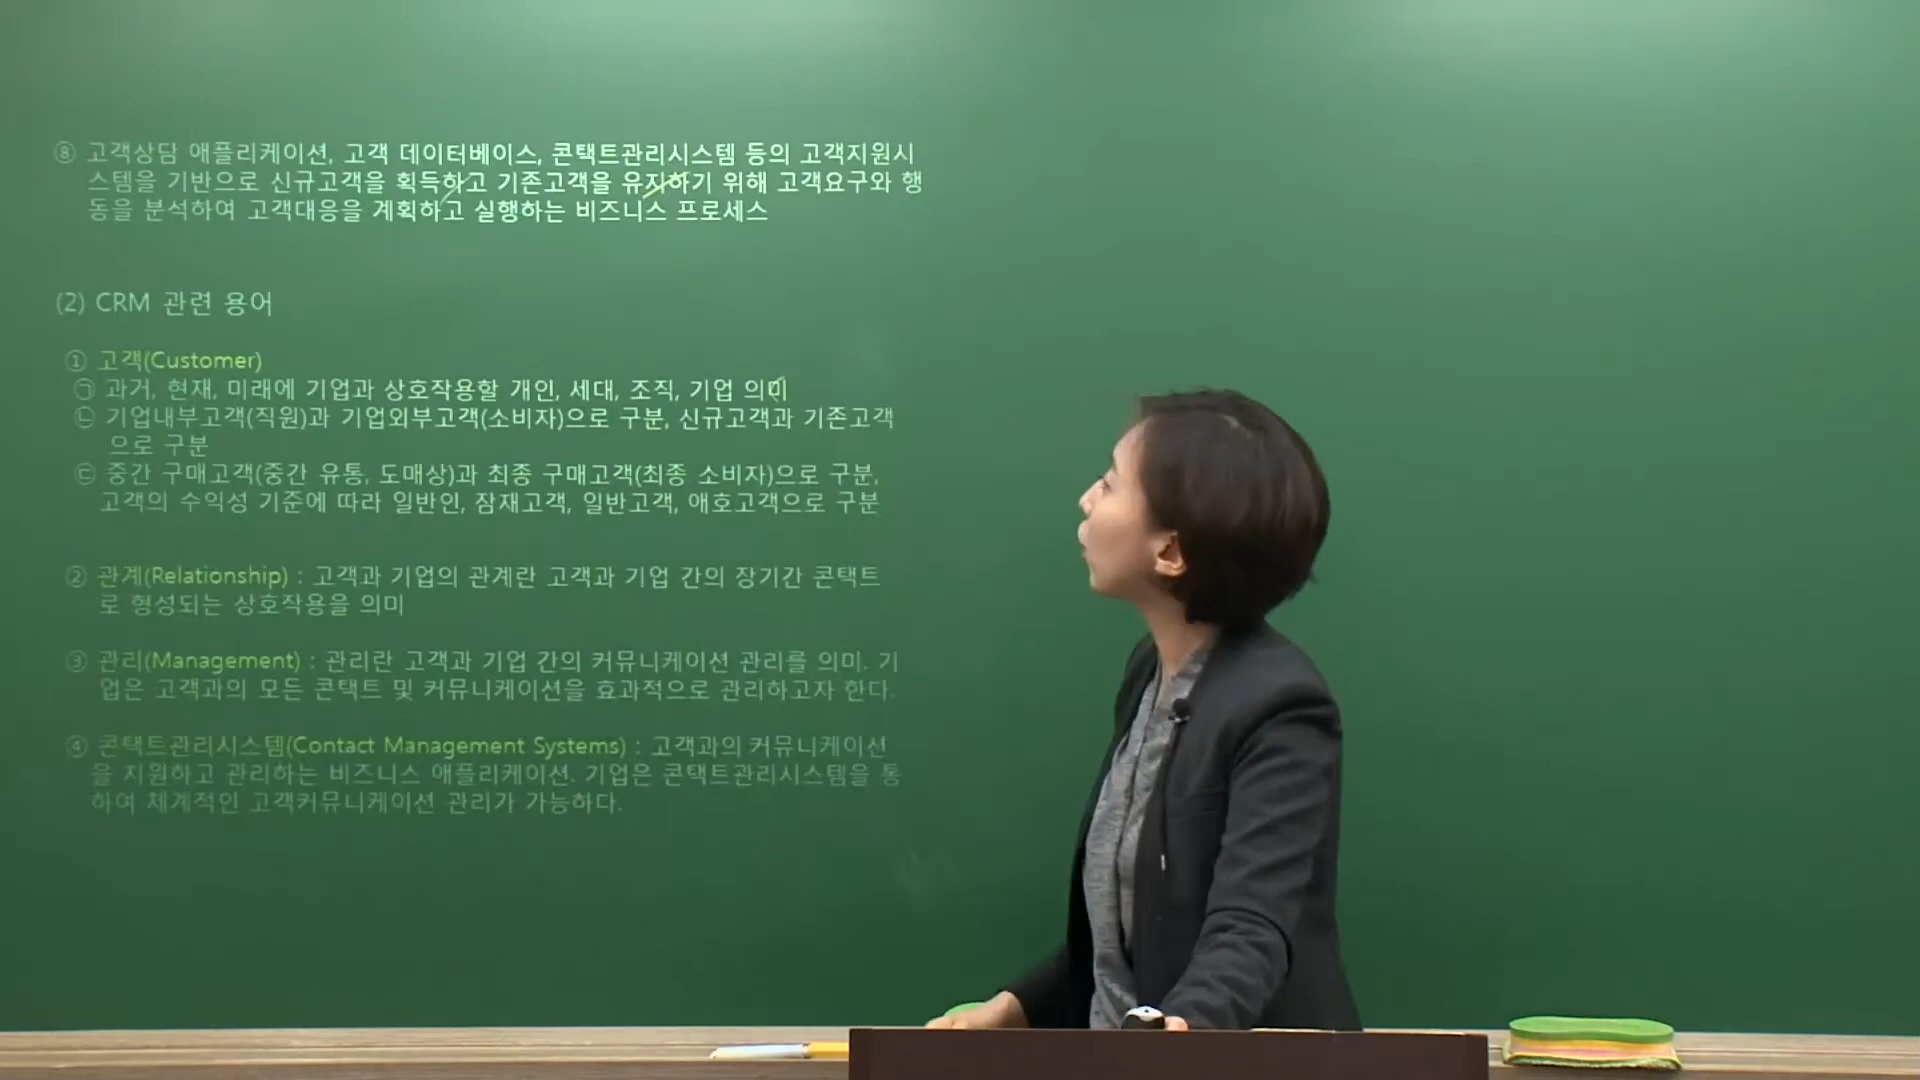 ⑧ 고객상담 애플리케이션, 고객 데이터베이스, 콘택트관리시스템 등의 고객지원시
스템을 기반으로 신규고객을 획득하고 기존고객을 유지하기 위해 고객요구와 행
동을 분석하여 고객대응을 계획하고 실행하는 비즈니스 프로세스
(2) CRM 관련 용어
① 고객(Customer)
㉠ 과거, 현재, 미래에 기업과 상호작용할 개인, 세대, 조직, 기업 의미
㉡ 기업내부고객(직원)과 기업외부고객(소비자)으로 구분, 신규고객과 기존고객
으로 구분
㉢ 중간 구매고객(중간 유통, 도매상)과 최종 구매고객(최종 소비자)으로 구분,
고객의 수익성 기준에 따라 일반인, 잠재고객, 일반고객, 애호고객으로 구분
② 관계(Relationship) : 고객과 기업의 관계란 고객과 기업 간의 장기간 콘택트
로 형성되는 상호작용을 의미
③ 관리(Management) : 관리란 고객과 기업 간의 커뮤니케이션 관리를 의미. 기
업은 고객과의 모든 콘택트 및 커뮤니케이션을 효과적으로 관리하고자 한다.
④ 콘택트관리시스템(Contact Management Systems) : 고객과의 커뮤니케이션
을 지원하고 관리하는 비즈니스 애플리케이션. 기업은 콘택트관리시스템을 통
하여 체계적인 고객커뮤니케이션 관리가 가능하다.